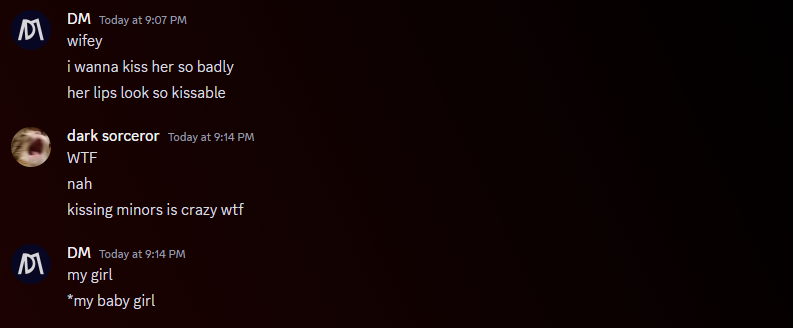 DM Today at 9:07 PM
wifey
i wanna kiss her so badly
her lips look so kissable
dark sorceror Today at 9:14 PM
WTF
nah
kissing minors is crazy wtf
DM Today at 9:14 PM
my girl
*my baby girl